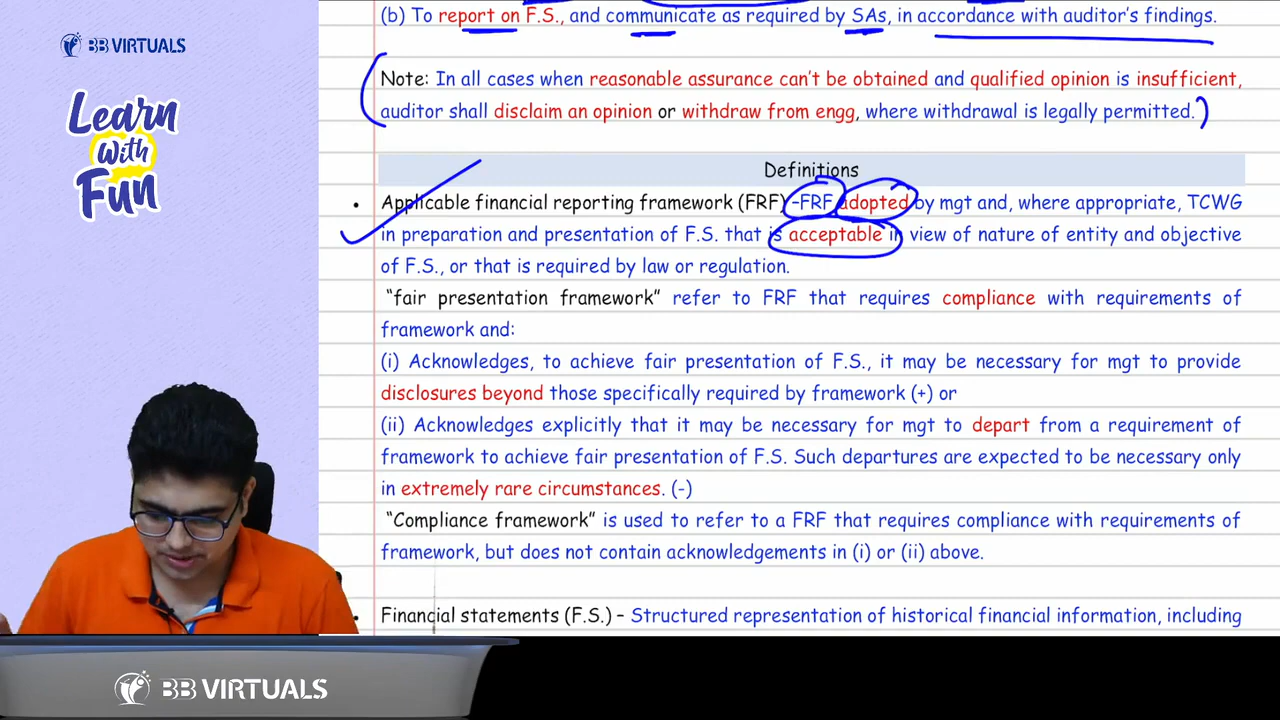 (b) To report on F.S., and communicate as required by SAs, in accordance with auditor's findings.
BB VIRTUALS
Learn
With
Fun
Note: In all cases when reasonable assurance can't be obtained and qualified opinion is insufficient,
auditor shall disclaim an opinion or withdraw from engg, where withdrawal is legally permitted.
Definitions
• Applicable financial reporting framework (FRF) -FRF adopted by mgt and, where appropriate, TCWG
in preparation and presentation of F.S. that is acceptable in view of nature of entity and objective
of F.S., or that is required by law or regulation.
"fair presentation framework" refer to FRF that requires compliance with requirements of
framework and:
(i) Acknowledges, to achieve fair presentation of F.S., it may be necessary for mgt to provide
disclosures beyond those specifically required by framework (+) or
(ii) Acknowledges explicitly that it may be necessary for mgt to depart from a requirement of
framework to achieve fair presentation of F.S. Such departures are expected to be necessary only
in extremely rare circumstances. (-)
"Compliance framework" is used to refer to a FRF that requires compliance with requirements of
framework, but does not contain acknowledgements in (i) or (ii) above.
• Financial statements (F.S.) – Structured representation of historical financial information, including
BB VIRTUALS